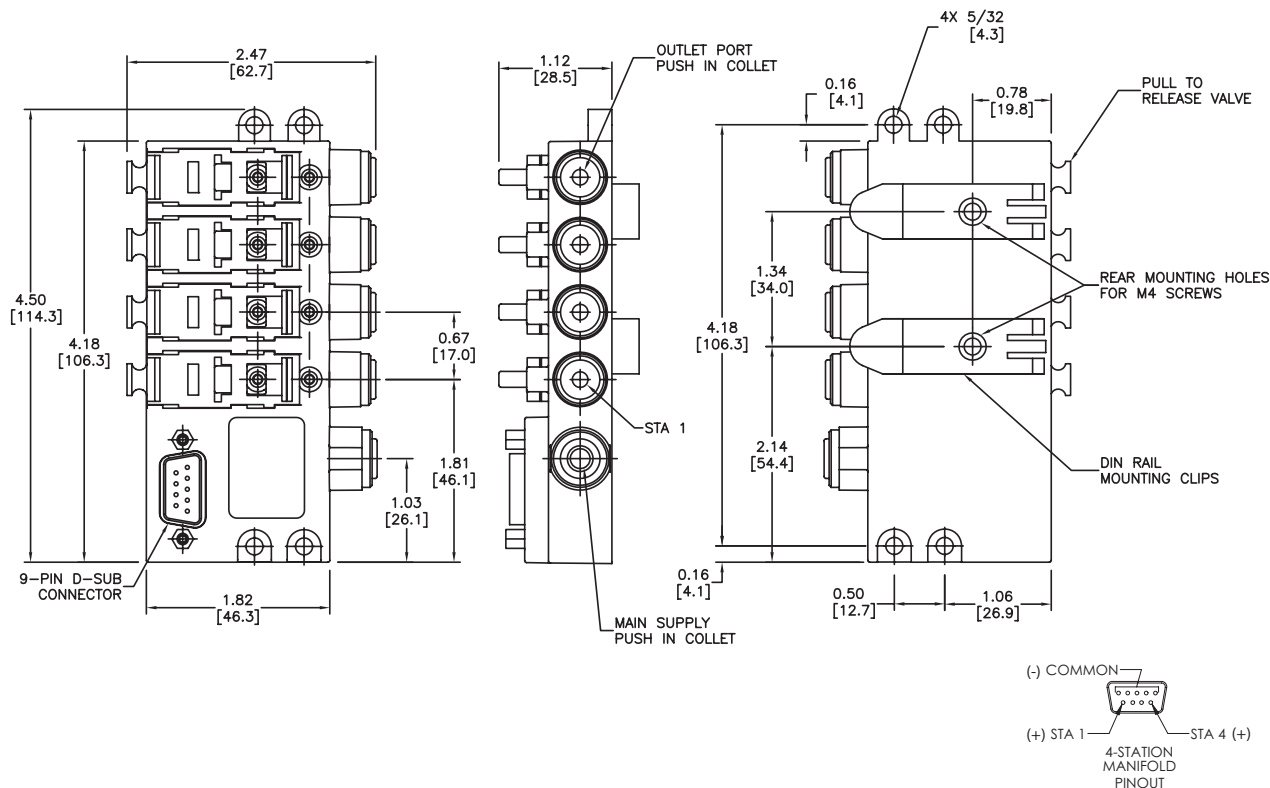 2.47
[62.7]
4.50
[114.3]
4.18
[106.3]
0.67
[17.0]
1.81
[46.1]
1.03
[26.1]
9-PIN D-SUB
CONNECTOR
1.82
[46.3]
1.12
[28.5]
OUTLET PORT
PUSH IN COLLET
STA 1
MAIN SUPPLY
PUSH IN COLLET
4X 5/32
[4.3]
0.16
[4.1]
0.78
[19.8]
PULL TO
RELEASE VALVE
1.34
[34.0]
4.18
[106.3]
REAR MOUNTING HOLES
FOR M4 SCREWS
2.14
[54.4]
DIN RAIL
MOUNTING CLIPS
0.16
[4.1]
0.50
[12.7]
1.06
[26.9]
(-) COMMON
(+) STA 1
STA 4 (+)
4-STATION
MANIFOLD
PINOUT